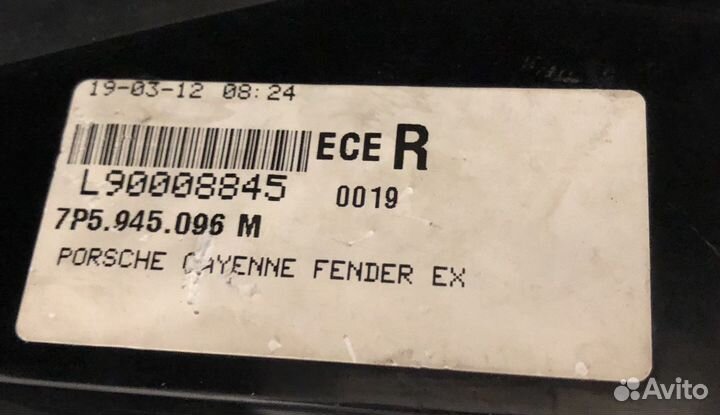 19-03-12 08:24
ECE R
L90008845
0019
7P5.945.096 M
PORSCHE CAYENNE FENDER EX
Avito